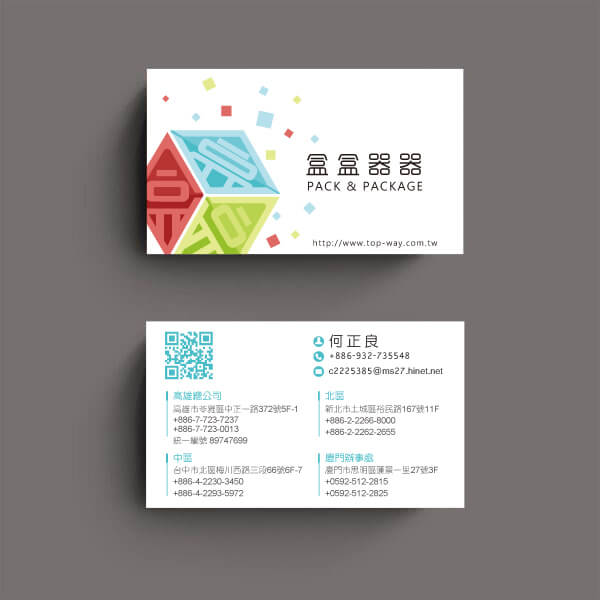 盒盒器器
PACK & PACKAGE
http://www.top-way.com.tw
何正良
+886-932-735548
c2225385@ms27.hinet.net
高雄總公司
高雄市苓雅區中正一路372號5F-1
+886-7-723-7237
+886-7-723-0013
統一編號 89747699
北區
新北市土城區裕民路167號11F
+886-2-2266-8000
+886-2-2262-2655
中區
台中市北區梅川西路三段66號6F-7
+886-4-2230-3450
+886-4-2293-5972
廈門辦事處
廈門市思明區蓮景一里27號3F
+0592-512-2815
+0592-512-2825